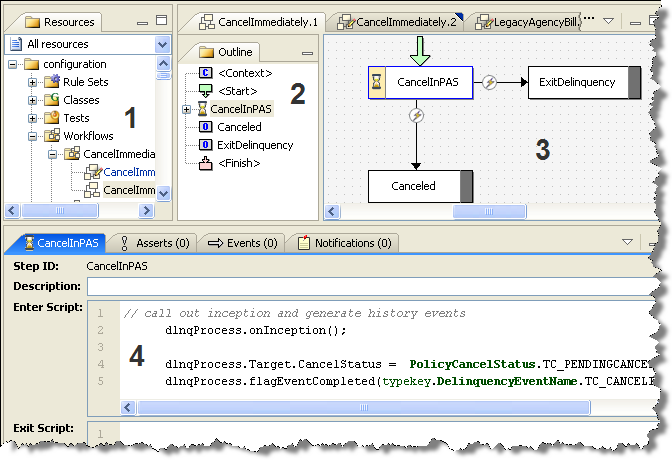 Resources
All resources
configuration
Rule Sets
Classes
Tests
Workflows
CancelImmedia
CancelImm
CancelImm
1
CancelImmediately.1
CancelImmediately.2
LegacyAgencyBill.
Outline
<Context>
<Start>
CancelInPAS
Canceled
ExitDelinquency
<Finish>
2
CancelInPAS
ExitDelinquency
Canceled
3
CancelInPAS
Asserts (0)
Events (0)
Notifications (0)
Step ID: CancelInPAS
Description:
Enter Script:
1 // call out inception and generate history events
2 dlnqProcess.onInception();
3
4 dlnqProcess.Target.CancelStatus = PolicyCancelStatus.TC_PENDINGCANCE
5 dlnqProcess.flagEventCompleted(typekey.DelinquencyEventName.TC_CANCEL
4
Exit Script:
1